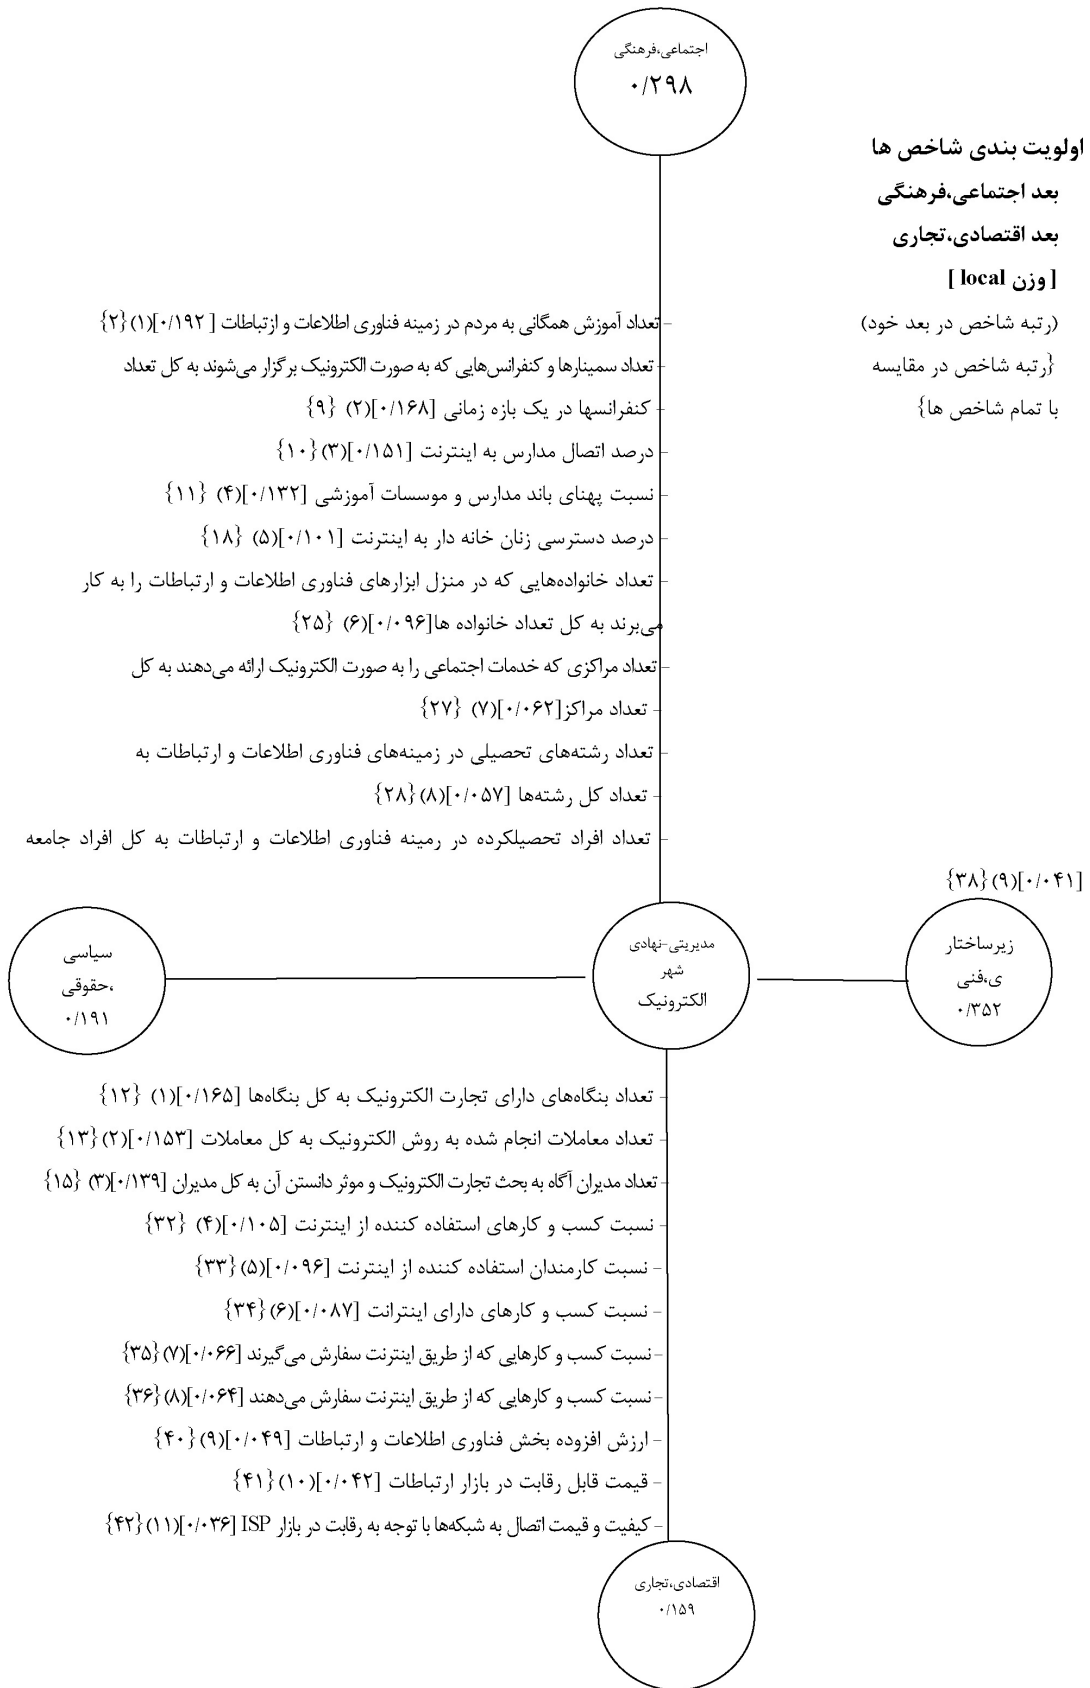 اجتماعی،فرهنگی
۰/۲۹۸
اولویت بندی شاخص ها
بعد اجتماعی،فرهنگی
بعد اقتصادی،تجاری
[ وزن local ]
(رتبه شاخص در بعد خود)
{رتبه شاخص در مقایسه
با تمام شاخص ها}
- تعداد آموزش همگانی به مردم در زمینه فناوری اطلاعات و ازتباطات [ ۰/۱۹۲](۱){۲}
- تعداد سمینارها و کنفرانس‌هایی که به صورت الکترونیک برگزار می‌شوند به کل تعداد
- کنفرانسها در یک بازه زمانی [۰/۱۶۸](۲) {۹}
- درصد اتصال مدارس به اینترنت [۰/۱۵۱](۳){۱۰}
- نسبت پهنای باند مدارس و موسسات آموزشی [۰/۱۳۲](۴) {۱۱}
- درصد دسترسی زنان خانه دار به اینترنت [۰/۱۰۱](۵) {۱۸}
- تعداد خانواده‌هایی که در منزل ابزارهای فناوری اطلاعات و ارتباطات را به کار
می‌برند به کل تعداد خانواده ها[۰/۰۹۶](۶) {۲۵}
- تعداد مراکزی که خدمات اجتماعی را به صورت الکترونیک ارائه می‌دهند به کل
- تعداد مراکز[۰/۰۶۲](۷) {۲۷}
- تعداد رشته‌های تحصیلی در زمینه‌های فناوری اطلاعات و ارتباطات به
- تعداد کل رشته‌ها [۰/۰۵۷](۸){۲۸}
- تعداد افراد تحصیلکرده در رمینه فناوری اطلاعات و ارتباطات به کل افراد جامعه
[۰/۰۴۱](۹){۳۸}
زیرساختار
ی،فنی
۰/۳۵۲
مدیریتی-نهادی
شهر
الکترونیک
سیاسی
،حقوقی
۰/۱۹۱
- تعداد بنگاه‌های دارای تجارت الکترونیک به کل بنگاه‌ها [۰/۱۶۵](۱) {۱۲}
- تعداد معاملات انجام شده به روش الکترونیک به کل معاملات [۰/۱۵۳](۲){۱۳}
- تعداد مدیران آگاه به بحث تجارت الکترونیک و موثر دانستن آن به کل مدیران [۰/۱۳۹](۳) {۱۵}
- نسبت کسب و کارهای استفاده کننده از اینترنت [۰/۱۰۵](۴) {۳۲}
- نسبت کارمندان استفاده کننده از اینترنت [۰/۰۹۶](۵){۳۳}
- نسبت کسب و کارهای دارای اینترانت [۰/۰۸۷](۶){۳۴}
- نسبت کسب و کارهایی که از طریق اینترنت سفارش می‌گیرند [۰/۰۶۶](۷){۳۵}
- نسبت کسب و کارهایی که از طریق اینترنت سفارش می‌دهند [۰/۰۶۴](۸){۳۶}
- ارزش افزوده بخش فناوری اطلاعات و ارتباطات [۰/۰۴۹](۹){۴۰}
- قیمت قابل رقابت در بازار ارتباطات [۰/۰۴۲](۱۰){۴۱}
- کیفیت و قیمت اتصال به شبکه‌ها با توجه به رقابت در بازار ISP [۰/۰۳۶](۱۱){۴۲}
اقتصادی،تجاری
۰/۱۵۹